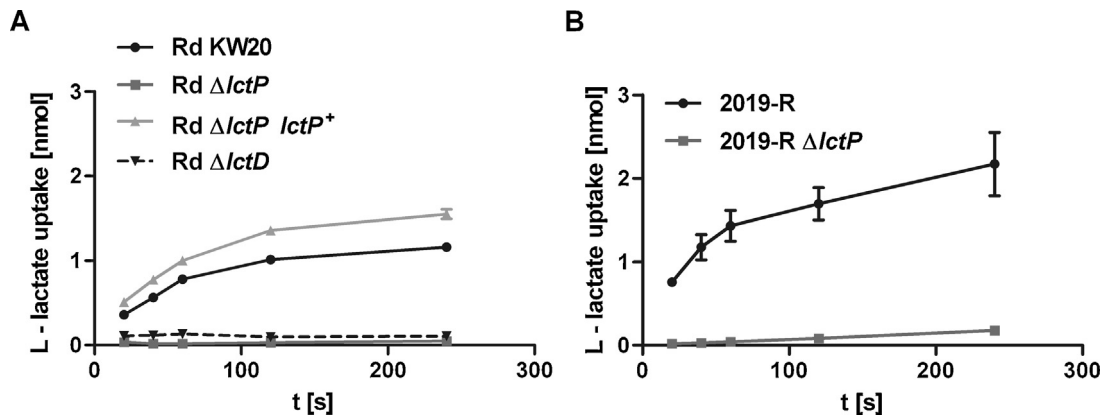 A
Rd KW20
Rd ΔlctP
Rd ΔlctP lctP⁺
Rd ΔlctD
L - lactate uptake [nmol]
3
2
1
0
0 100 200 300
t [s]
B
2019-R
2019-R ΔlctP
L - lactate uptake [nmol]
3
2
1
0
0 100 200 300
t [s]